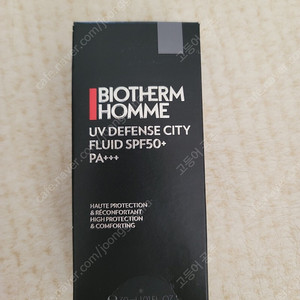 BIOTHERM
HOMME
UV DEFENSE CITY
FLUID SPF50+
PA+++
HAUTE PROTECTION
& RÉCONFORTANT
HIGH PROTECTION
& COMFORTING